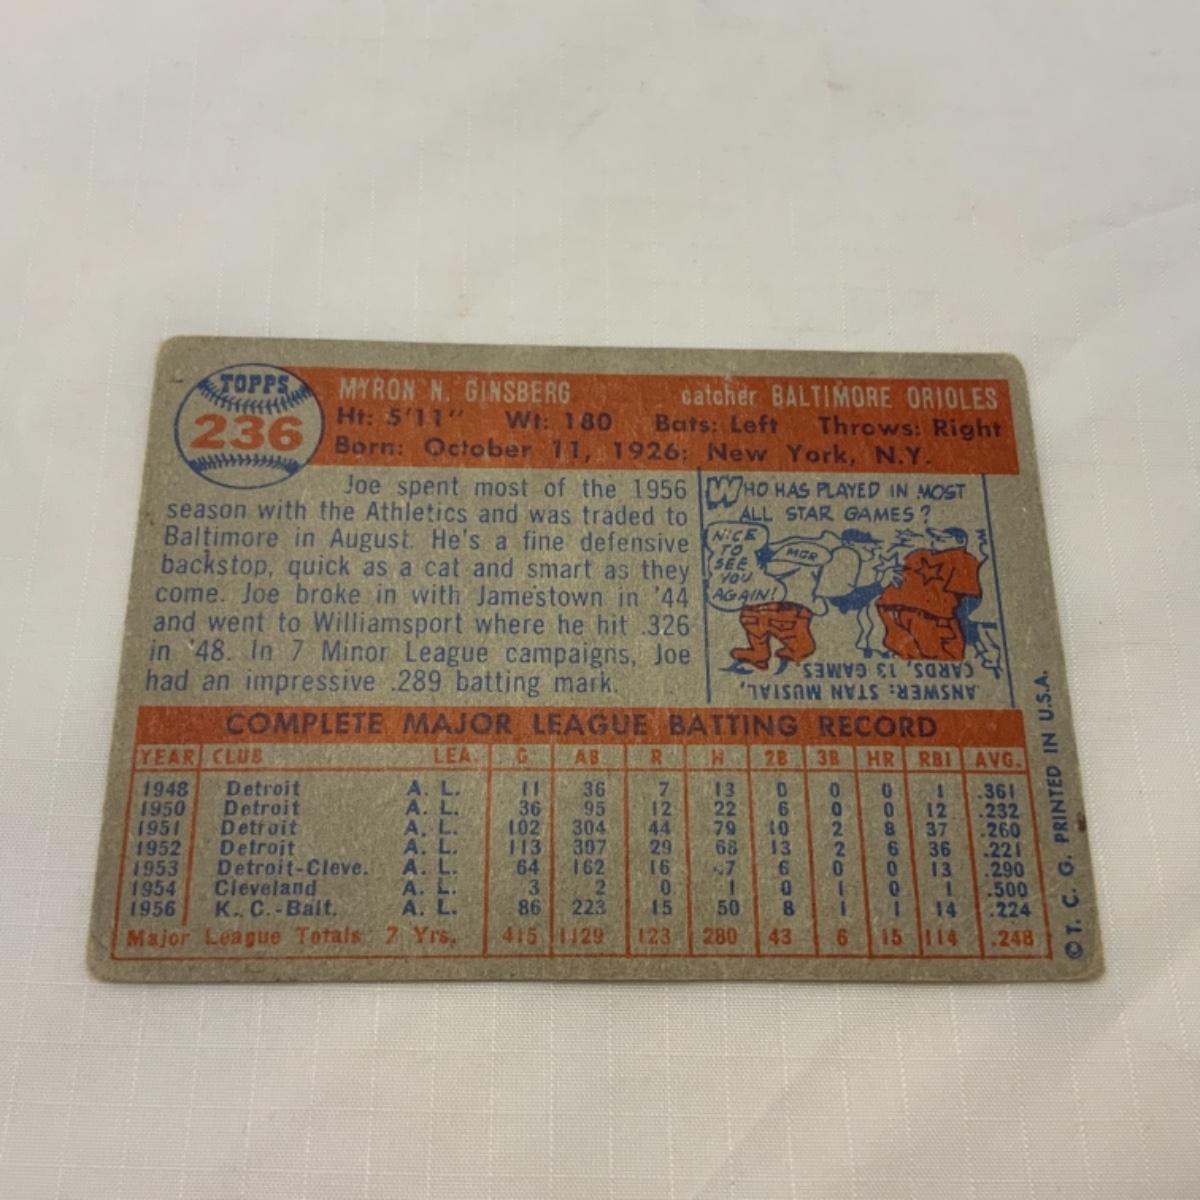 TOPPS
236
MYRON N. GINSBERG catcher BALTIMORE ORIOLES
Ht: 5'11" Wt: 180 Bats: Left Throws: Right
Born: October 11, 1926: New York, N.Y.
Joe spent most of the 1956
season with the Athletics and was traded to
Baltimore in August. He's a fine defensive
backstop, quick as a cat and smart as they
come. Joe broke in with Jamestown in '44
and went to Williamsport where he hit .326
in '48. In 7 Minor League campaigns, Joe
had an impressive .289 batting mark.
WHO HAS PLAYED IN MOST
ALL STAR GAMES?
NICE
TO
SEE
YOU
AGAIN!
MGR
ANSWER: STAN MUSIAL,
CARDS, 13 GAMES
COMPLETE MAJOR LEAGUE BATTING RECORD
YEAR CLUB LEA. G AB R H 2B 3B HR RBI AVG.
1948 Detroit A. L. 11 36 7 13 0 0 0 1 .361
1950 Detroit A. L. 36 95 12 22 6 0 0 12 .232
1951 Detroit A. L. 102 304 44 79 10 2 8 37 .260
1952 Detroit A. L. 113 307 29 68 13 2 6 36 .221
1953 Detroit-Cleve. A. L. 64 162 16 47 6 0 0 13 .290
1954 Cleveland A. L. 3 2 0 1 0 1 0 1 .500
1956 K. C.-Balt. A. L. 86 223 15 50 8 1 1 14 .224
Major League Totals 7 Yrs. 415 1129 123 280 43 6 15 114 .248
© T. C. G. PRINTED IN U.S.A.